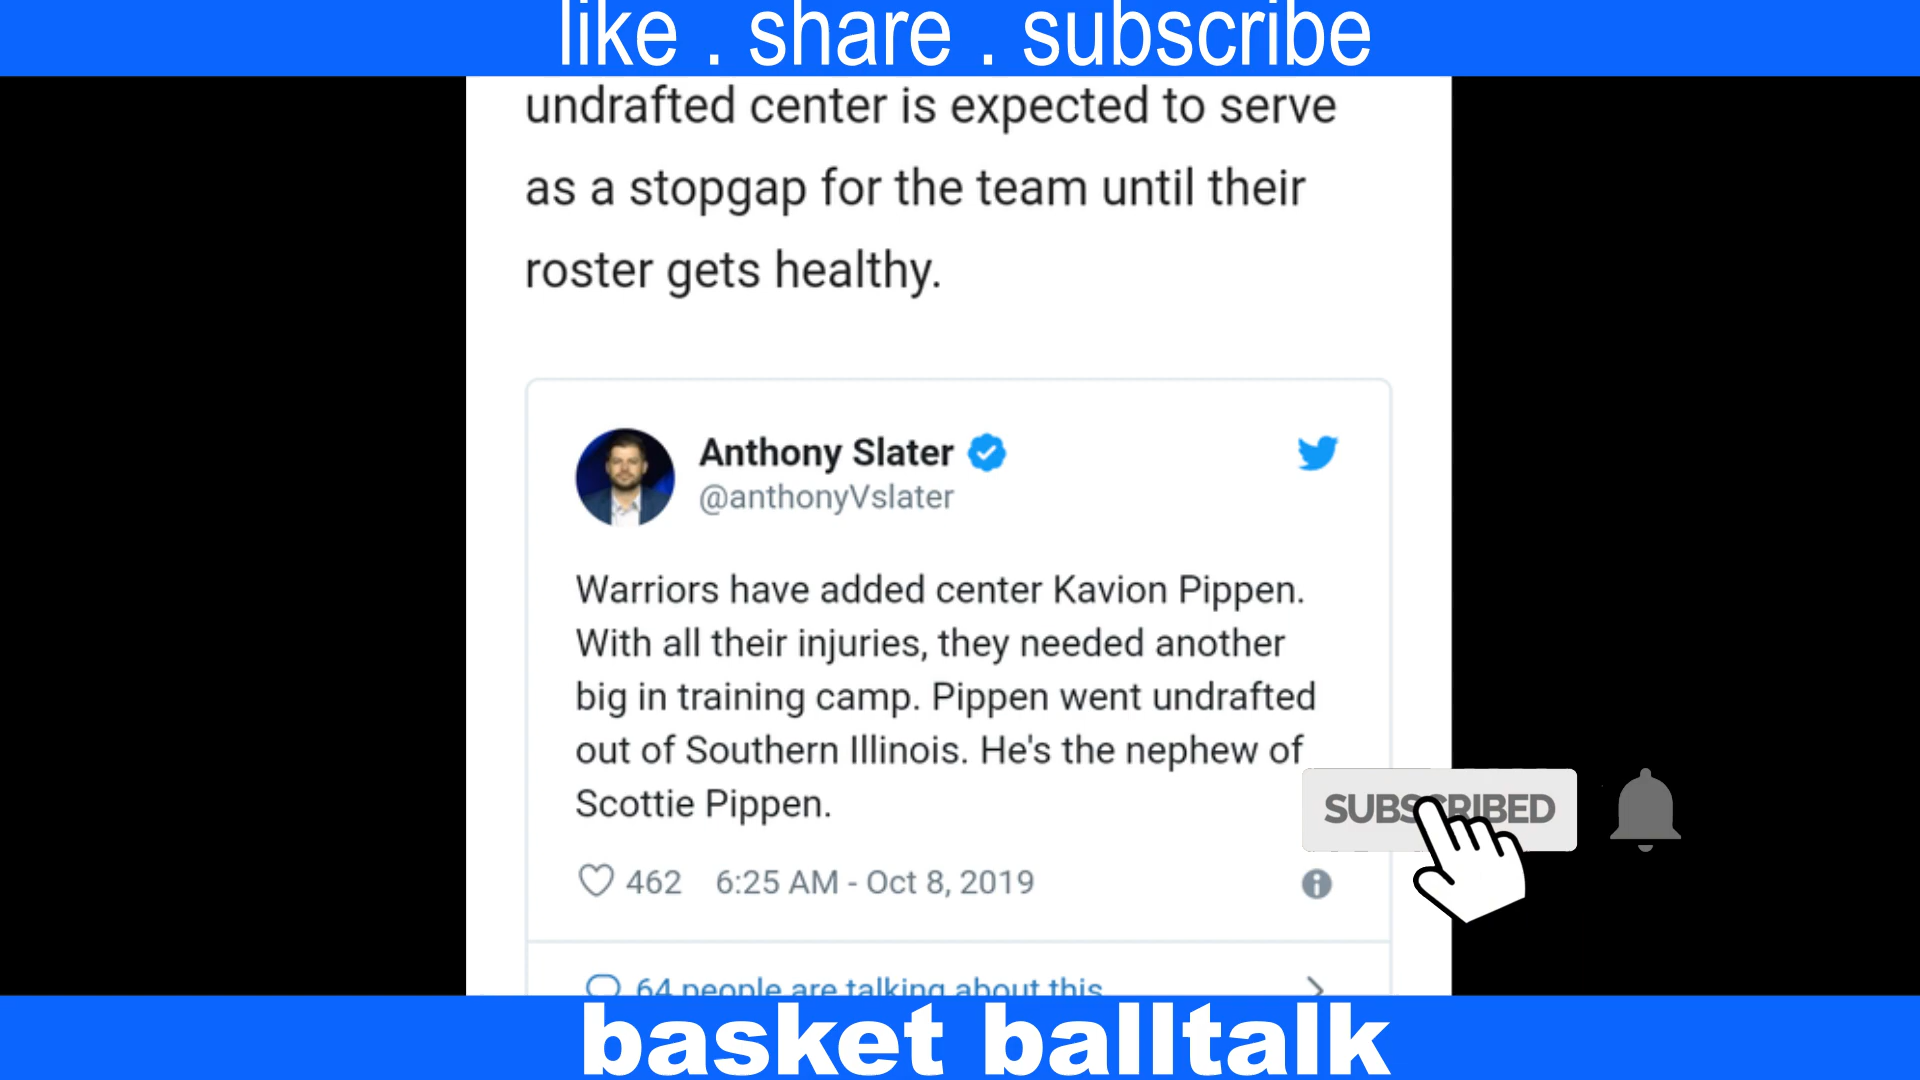 like . share . subscribe
undrafted center is expected to serve
as a stopgap for the team until their
roster gets healthy.
Anthony Slater
@anthonyVslater
Warriors have added center Kavion Pippen.
With all their injuries, they needed another
big in training camp. Pippen went undrafted
out of Southern Illinois. He's the nephew of
Scottie Pippen.
SUBSCRIBED
462 6:25 AM - Oct 8, 2019
64 people are talking about this
basket balltalk